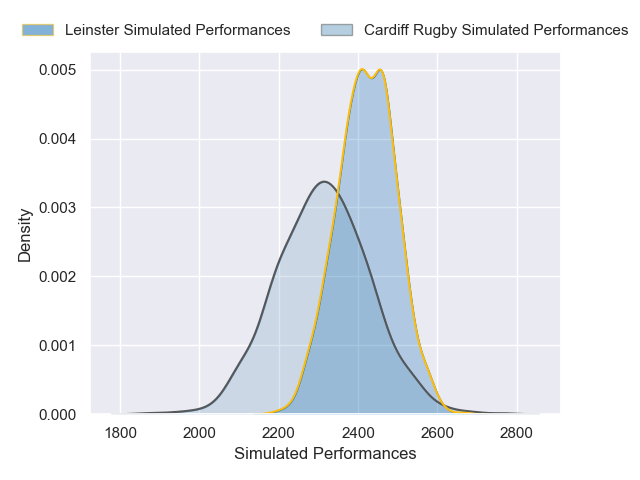 Leinster Simulated Performances
Cardiff Rugby Simulated Performances
0.005
0.004
0.003
0.002
0.001
0.000
Density
1800 2000 2200 2400 2600 2800
Simulated Performances